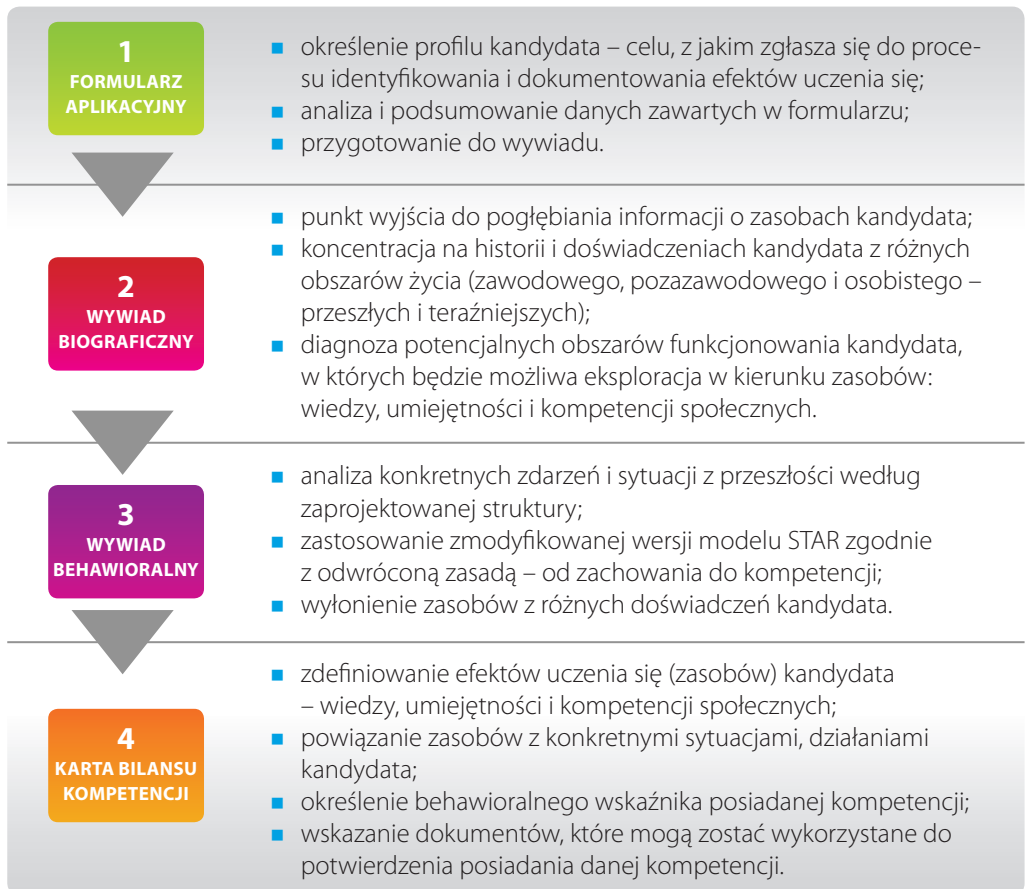 1
FORMULARZ
APLIKACYJNY
■ określenie profilu kandydata – celu, z jakim zgłasza się do proce-
su identyfikowania i dokumentowania efektów uczenia się;
■ analiza i podsumowanie danych zawartych w formularzu;
■ przygotowanie do wywiadu.
2
WYWIAD
BIOGRAFICZNY
■ punkt wyjścia do pogłębiania informacji o zasobach kandydata;
■ koncentracja na historii i doświadczeniach kandydata z różnych
obszarów życia (zawodowego, pozazawodowego i osobistego –
przeszłych i teraźniejszych);
■ diagnoza potencjalnych obszarów funkcjonowania kandydata,
w których będzie możliwa eksploracja w kierunku zasobów:
wiedzy, umiejętności i kompetencji społecznych.
3
WYWIAD
BEHAWIORALNY
■ analiza konkretnych zdarzeń i sytuacji z przeszłości według
zaprojektowanej struktury;
■ zastosowanie zmodyfikowanej wersji modelu STAR zgodnie
z odwróconą zasadą – od zachowania do kompetencji;
■ wyłonienie zasobów z różnych doświadczeń kandydata.
4
KARTA BILANSU
KOMPETENCJI
■ zdefiniowanie efektów uczenia się (zasobów) kandydata
– wiedzy, umiejętności i kompetencji społecznych;
■ powiązanie zasobów z konkretnymi sytuacjami, działaniami
kandydata;
■ określenie behawioralnego wskaźnika posiadanej kompetencji;
■ wskazanie dokumentów, które mogą zostać wykorzystane do
potwierdzenia posiadania danej kompetencji.